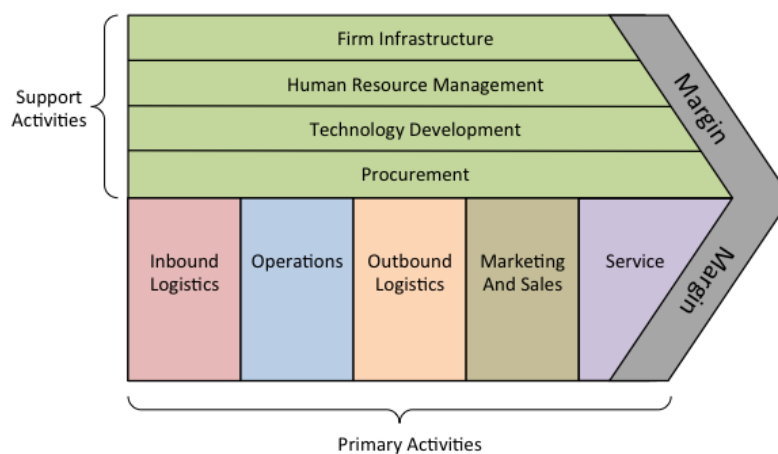 Firm Infrastructure
Human Resource Management
Technology Development
Procurement
Support
Activities
Margin
Inbound
Logistics
Operations
Outbound
Logistics
Marketing
And Sales
Service
Margin
Primary Activities